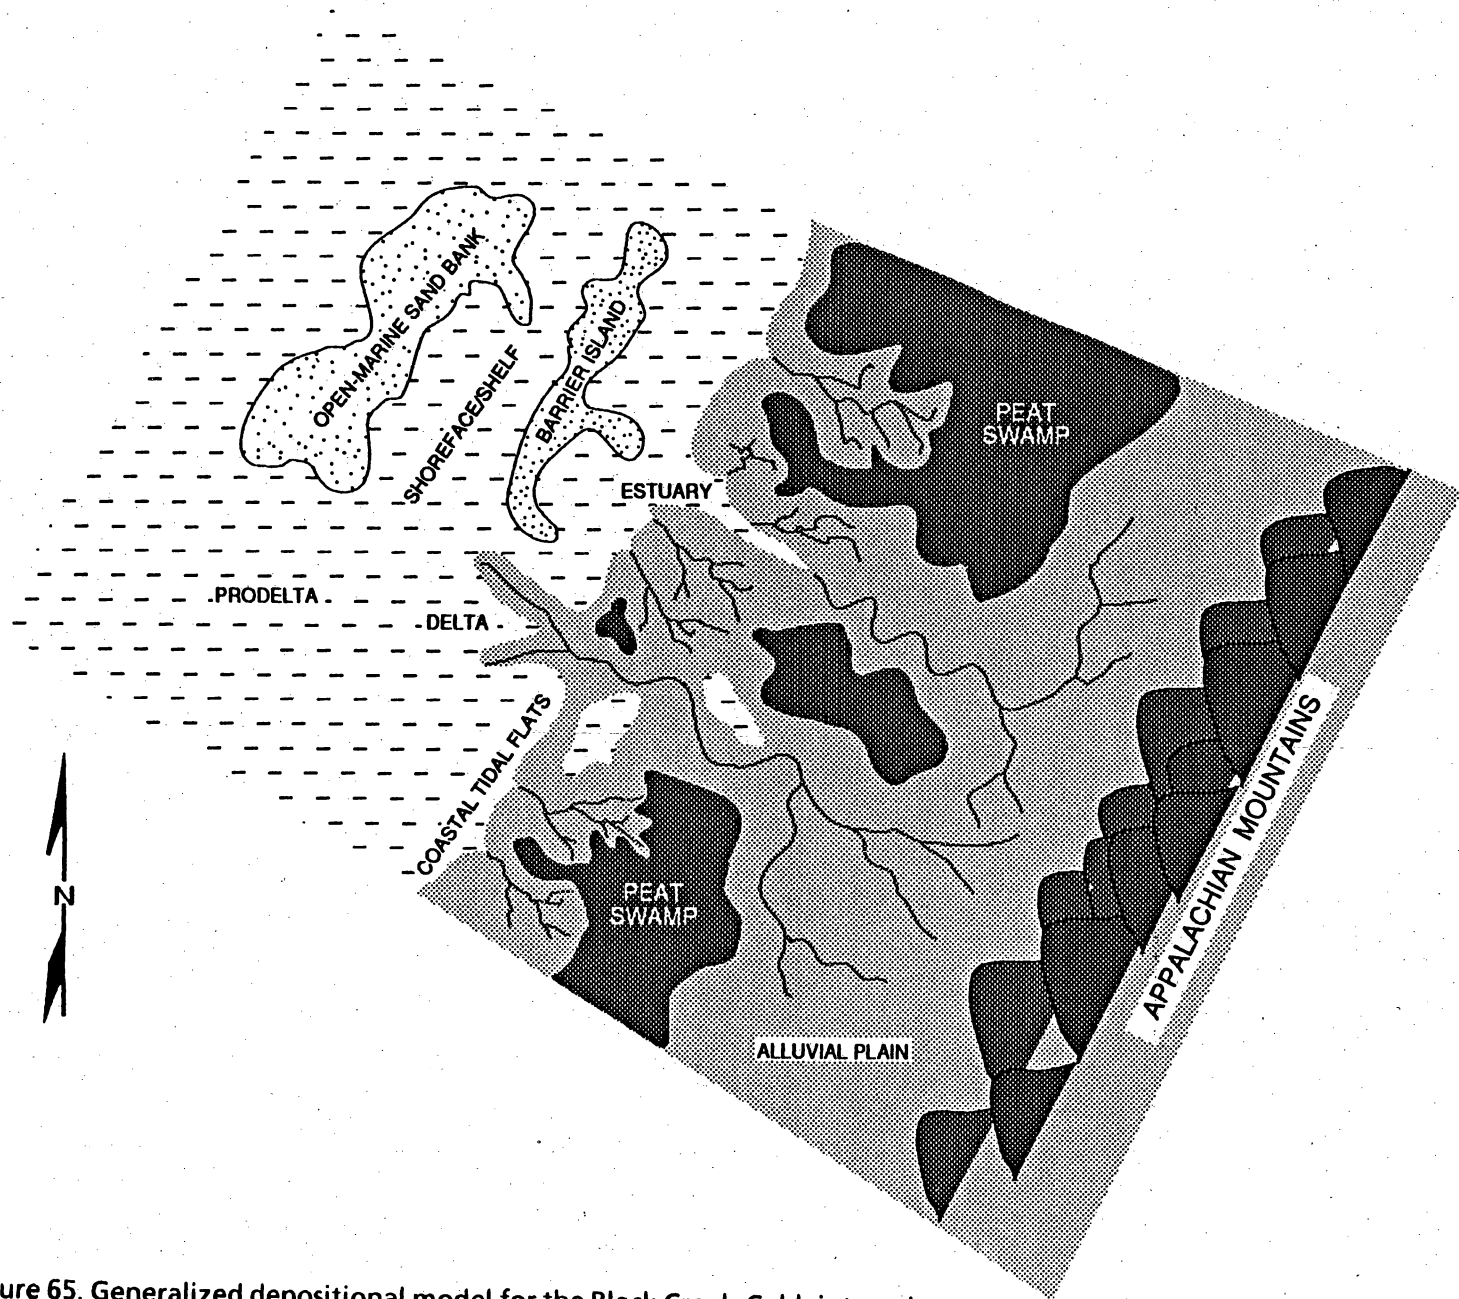 OPEN-MARINE SAND BANK
BARRIER ISLAND
SHOREFACE/SHELF
PEAT
SWAMP
ESTUARY
PRODELTA
DELTA
COASTAL TIDAL FLATS
APPALACHIAN MOUNTAINS
N
PEAT
SWAMP
ALLUVIAL PLAIN
ure 65. Generalized depositional model for the